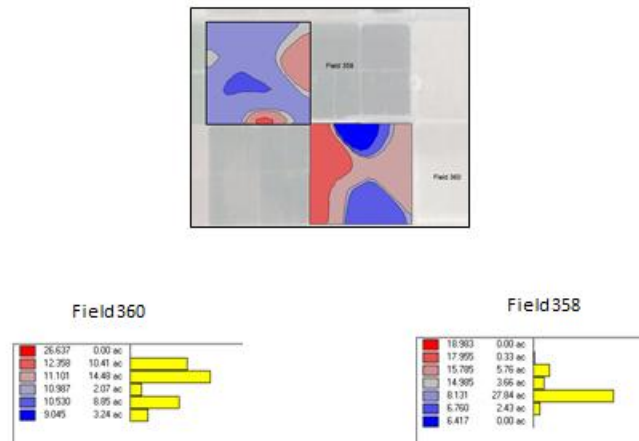 Field 358
Field 360
Field360
26.637 0.00 ac
12.358 10.41 ac
11.101 14.48 ac
10.987 2.07 ac
10.530 8.85 ac
9.045 3.24 ac
Field358
18.983 0.00 ac
17.955 0.33 ac
15.785 5.76 ac
14.985 3.66 ac
8.131 27.84 ac
6.760 2.43 ac
6.417 0.00 ac